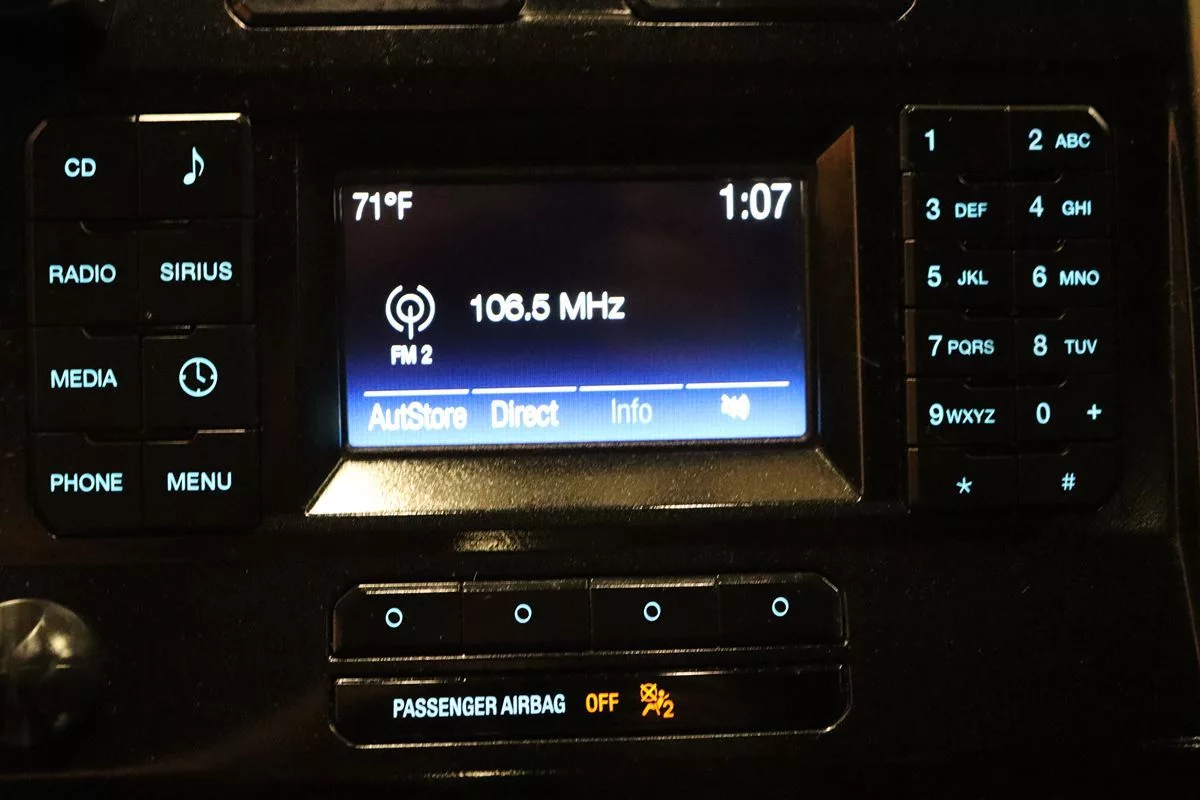 CD
RADIO SIRIUS
MEDIA
PHONE MENU
71°F 1:07
106.5 MHz
FM 2
AutStore Direct Info
1 2 ABC
3 DEF 4 GHI
5 JKL 6 MNO
7 PQRS 8 TUV
9 WXYZ 0 +
* #
PASSENGER AIRBAG OFF 2